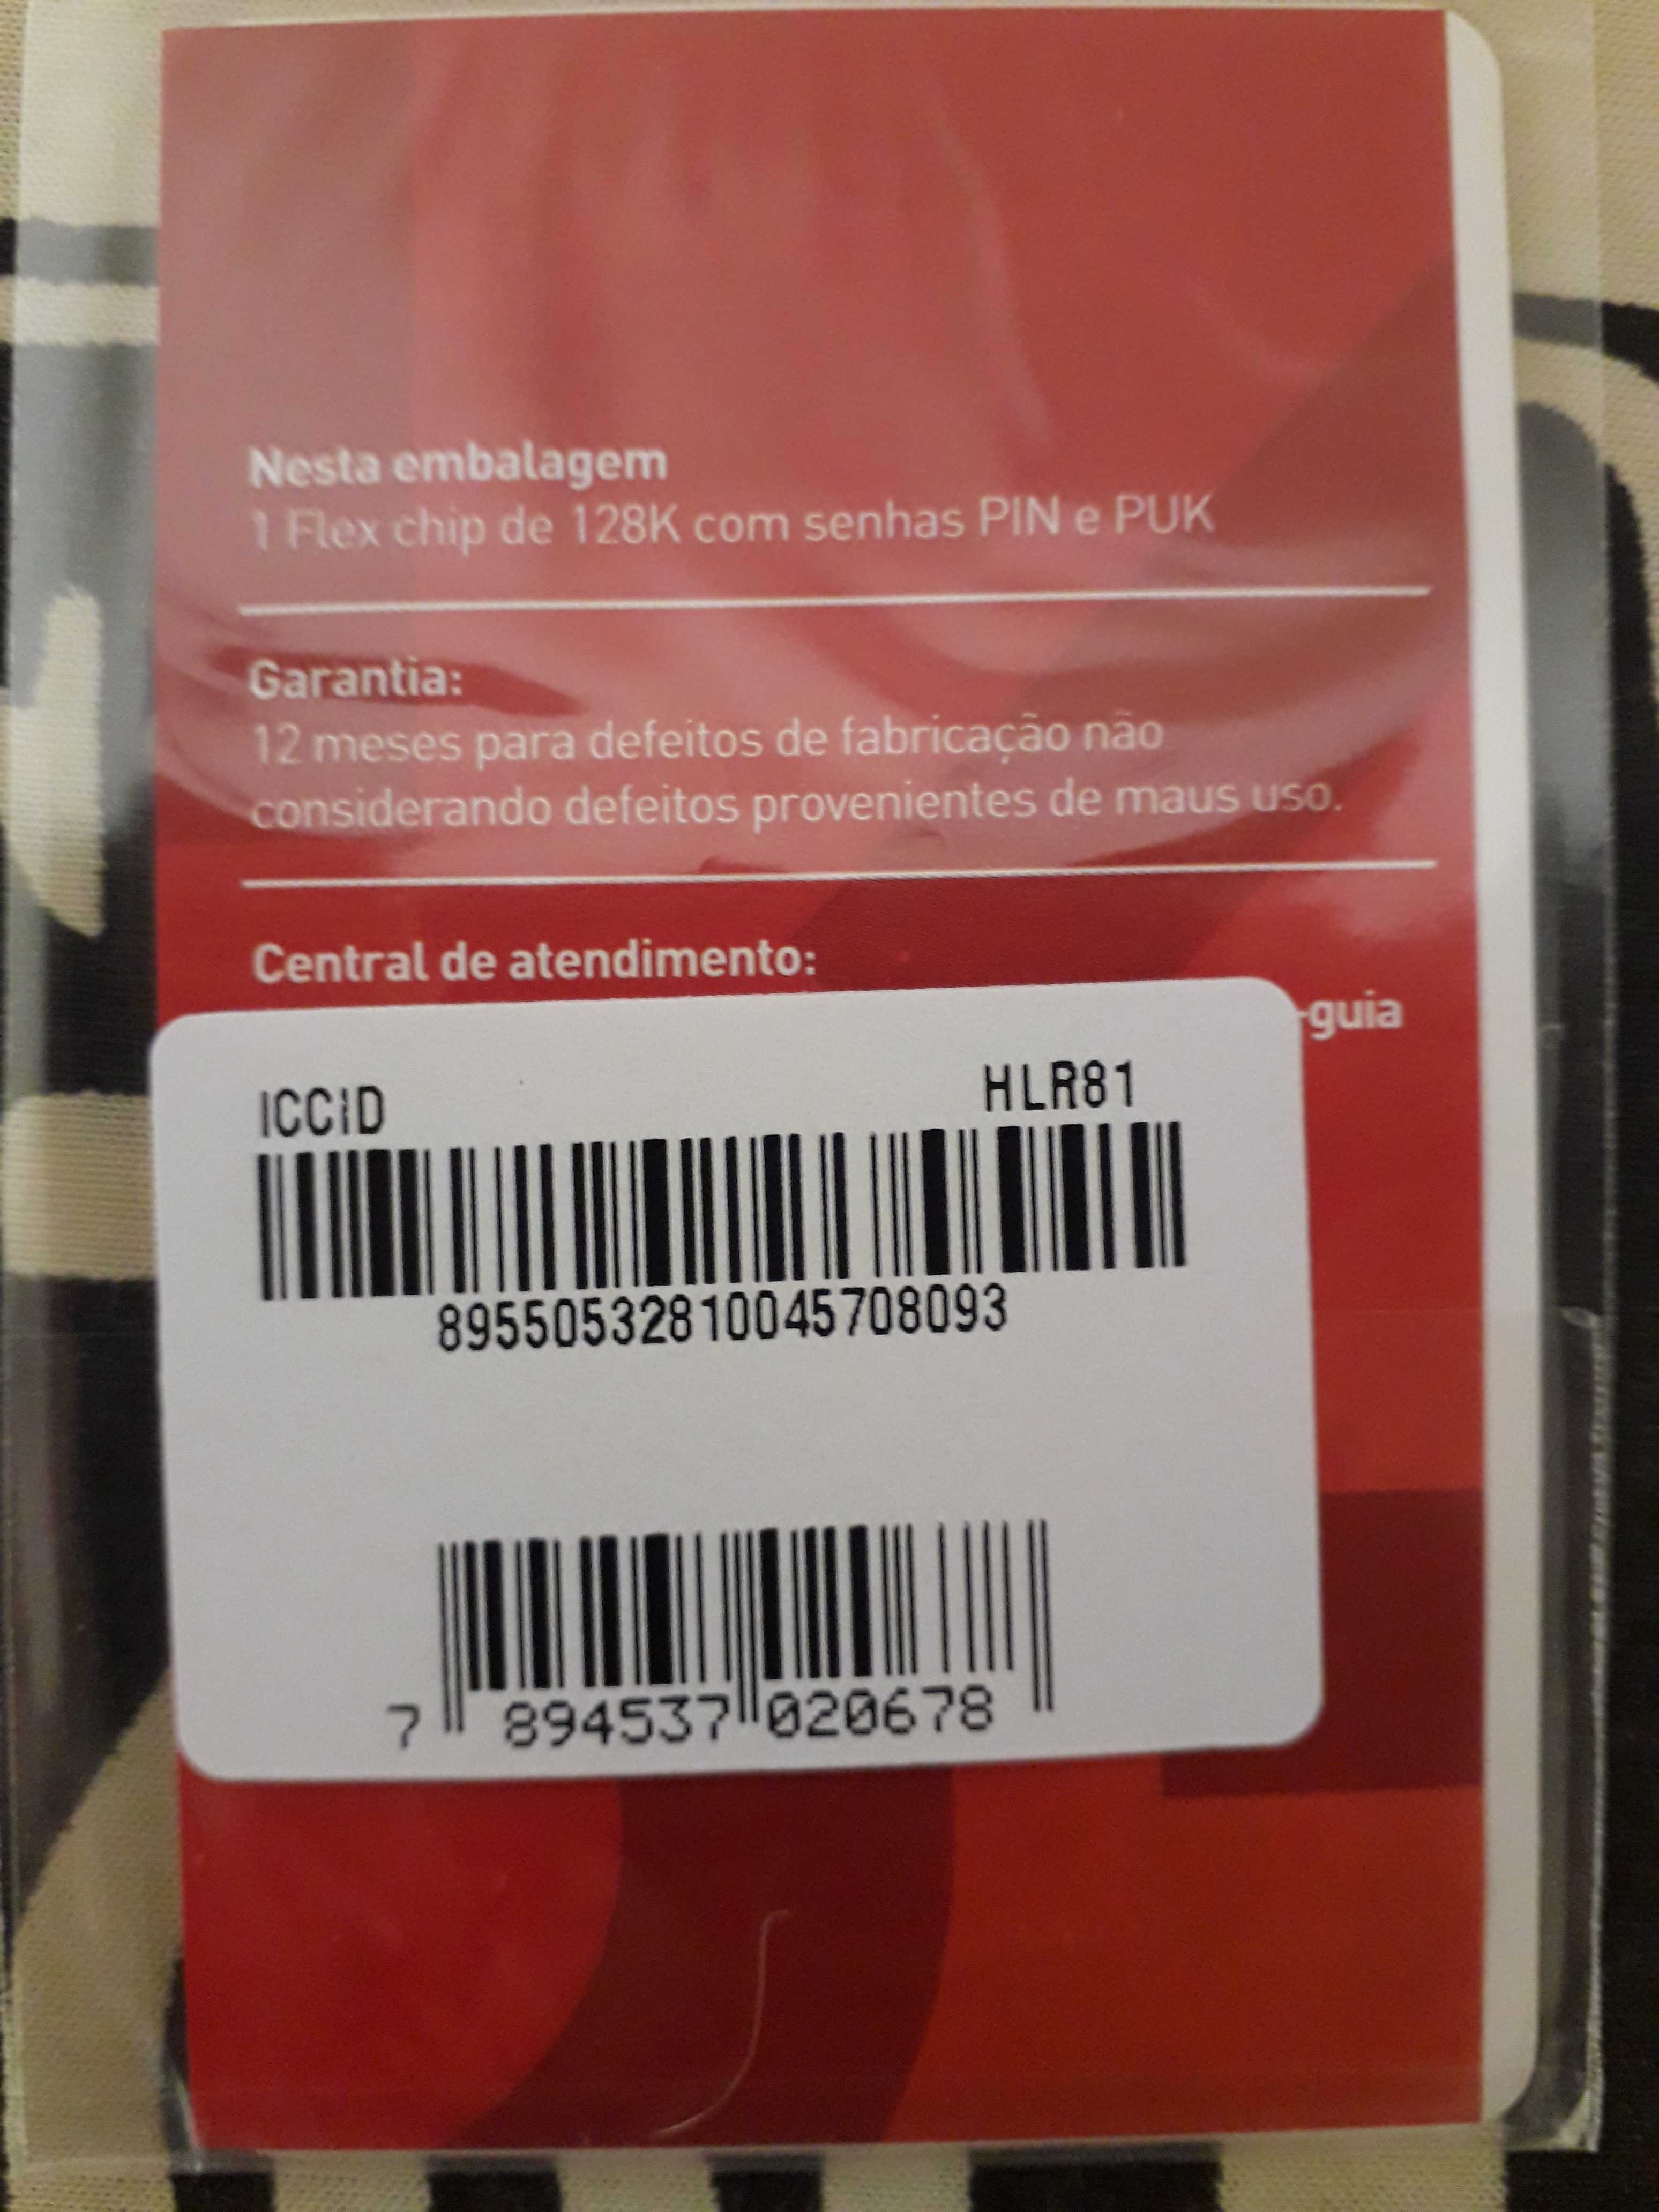 Nesta embalagem
1 Flex chip de 128K com senhas PIN e PUK
Garantia:
12 meses para defeitos de fabricação não
considerando defeitos provenientes de maus uso.
Central de atendimento:
-guia
ICCID HLR81
89550532810045708093
7 894537 020678